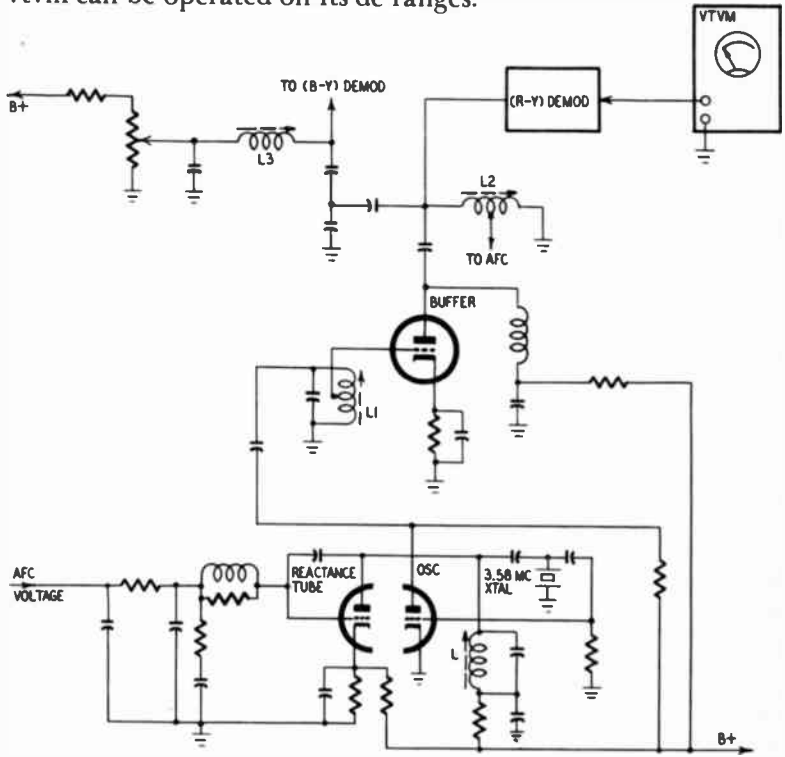 vtvm can be operated on its dc ranges.
VTVM
TO (B-Y) DEMOD
(R-Y) DEMOD
B+
L3
L2
TO AFC
BUFFER
L1
AFC
VOLTAGE
REACTANCE
TUBE
OSC
3.58 MC
XTAL
L
B+